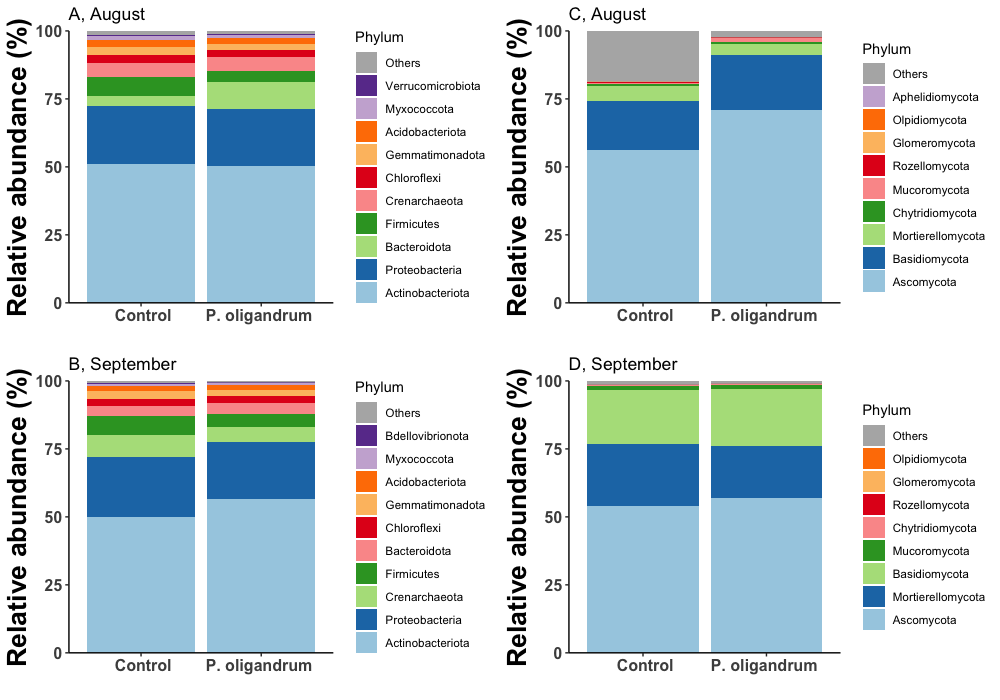 A, August
Relative abundance (%)
100
75
50
25
0
Control
P. oligandrum
Phylum
Others
Verrucomicrobiota
Myxococcota
Acidobacteriota
Gemmatimonadota
Chloroflexi
Crenarchaeota
Firmicutes
Bacteroidota
Proteobacteria
Actinobacteriota
C, August
Relative abundance (%)
100
75
50
25
0
Control
P. oligandrum
Phylum
Others
Aphelidiomycota
Olpidiomycota
Glomeromycota
Rozellomycota
Mucoromycota
Chytridiomycota
Mortierellomycota
Basidiomycota
Ascomycota
B, September
Relative abundance (%)
100
75
50
25
0
Control
P. oligandrum
Phylum
Others
Bdellovibrionota
Myxococcota
Acidobacteriota
Gemmatimonadota
Chloroflexi
Bacteroidota
Firmicutes
Crenarchaeota
Proteobacteria
Actinobacteriota
D, September
Relative abundance (%)
100
75
50
25
0
Control
P. oligandrum
Phylum
Others
Olpidiomycota
Glomeromycota
Rozellomycota
Chytridiomycota
Mucoromycota
Basidiomycota
Mortierellomycota
Ascomycota